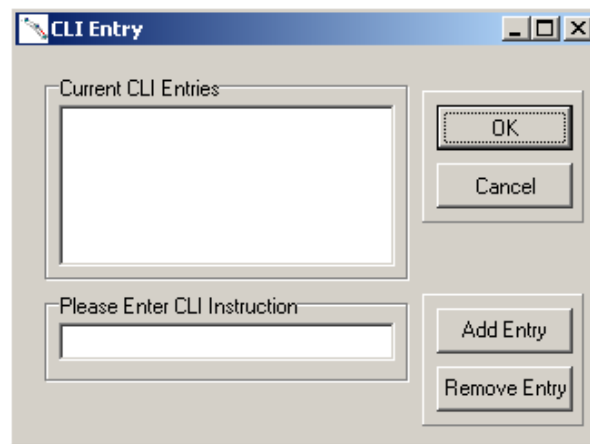 CLI Entry
Current CLI Entries
OK
Cancel
Please Enter CLI Instruction
Add Entry
Remove Entry